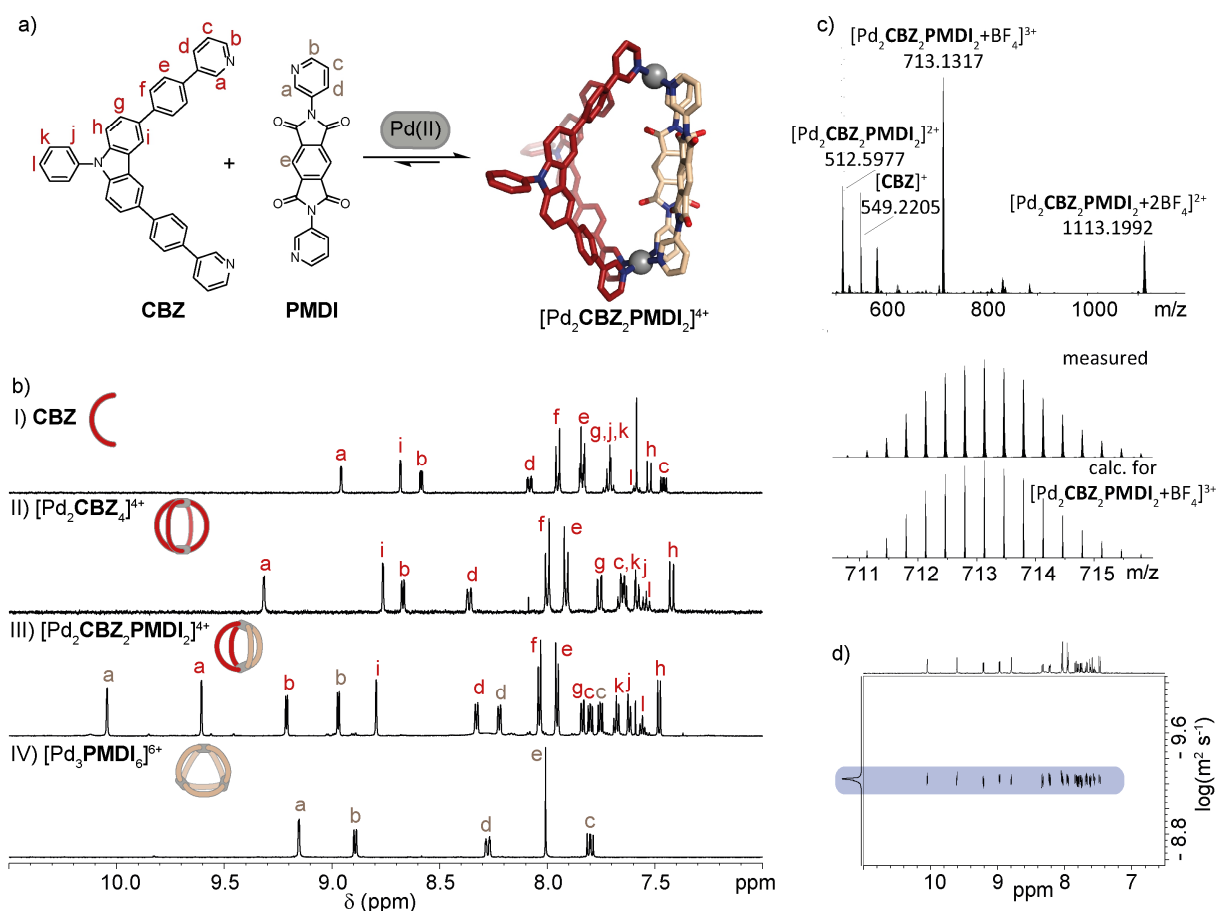 a)
c
b
d
e
N
a
f
g
h
i
k
j
l
N
N
CBZ
+
b
N
c
a
d
N
O
O
e
O
O
N
N
PMDI
Pd(II)
[Pd₂CBZ₂PMDI₂]⁴⁺
b)
I) CBZ
a
i
b
d
f
e
g,j,k
l
h
c
II) [Pd₂CBZ₄]⁴⁺
a
i
b
d
f
e
g
c,k
j
l
h
III) [Pd₂CBZ₂PMDI₂]⁴⁺
a
a
b
b
i
d
d
f
e
g
c
c
k
j
l
h
IV) [Pd₃PMDI₆]⁶⁺
a
b
d
e
c
10.0 9.5 9.0 8.5 8.0 7.5 ppm
δ (ppm)
c)
[Pd₂CBZ₂PMDI₂+BF₄]³⁺
713.1317
[Pd₂CBZ₂PMDI₂]²⁺
512.5977
[CBZ]⁺
549.2205
[Pd₂CBZ₂PMDI₂+2BF₄]²⁺
1113.1992
600 800 1000 m/z
measured
calc. for
[Pd₂CBZ₂PMDI₂+BF₄]³⁺
711 712 713 714 715 m/z
d)
- 9.6
- 8.8
log(m² s⁻¹)
10 9 8 7 6
ppm